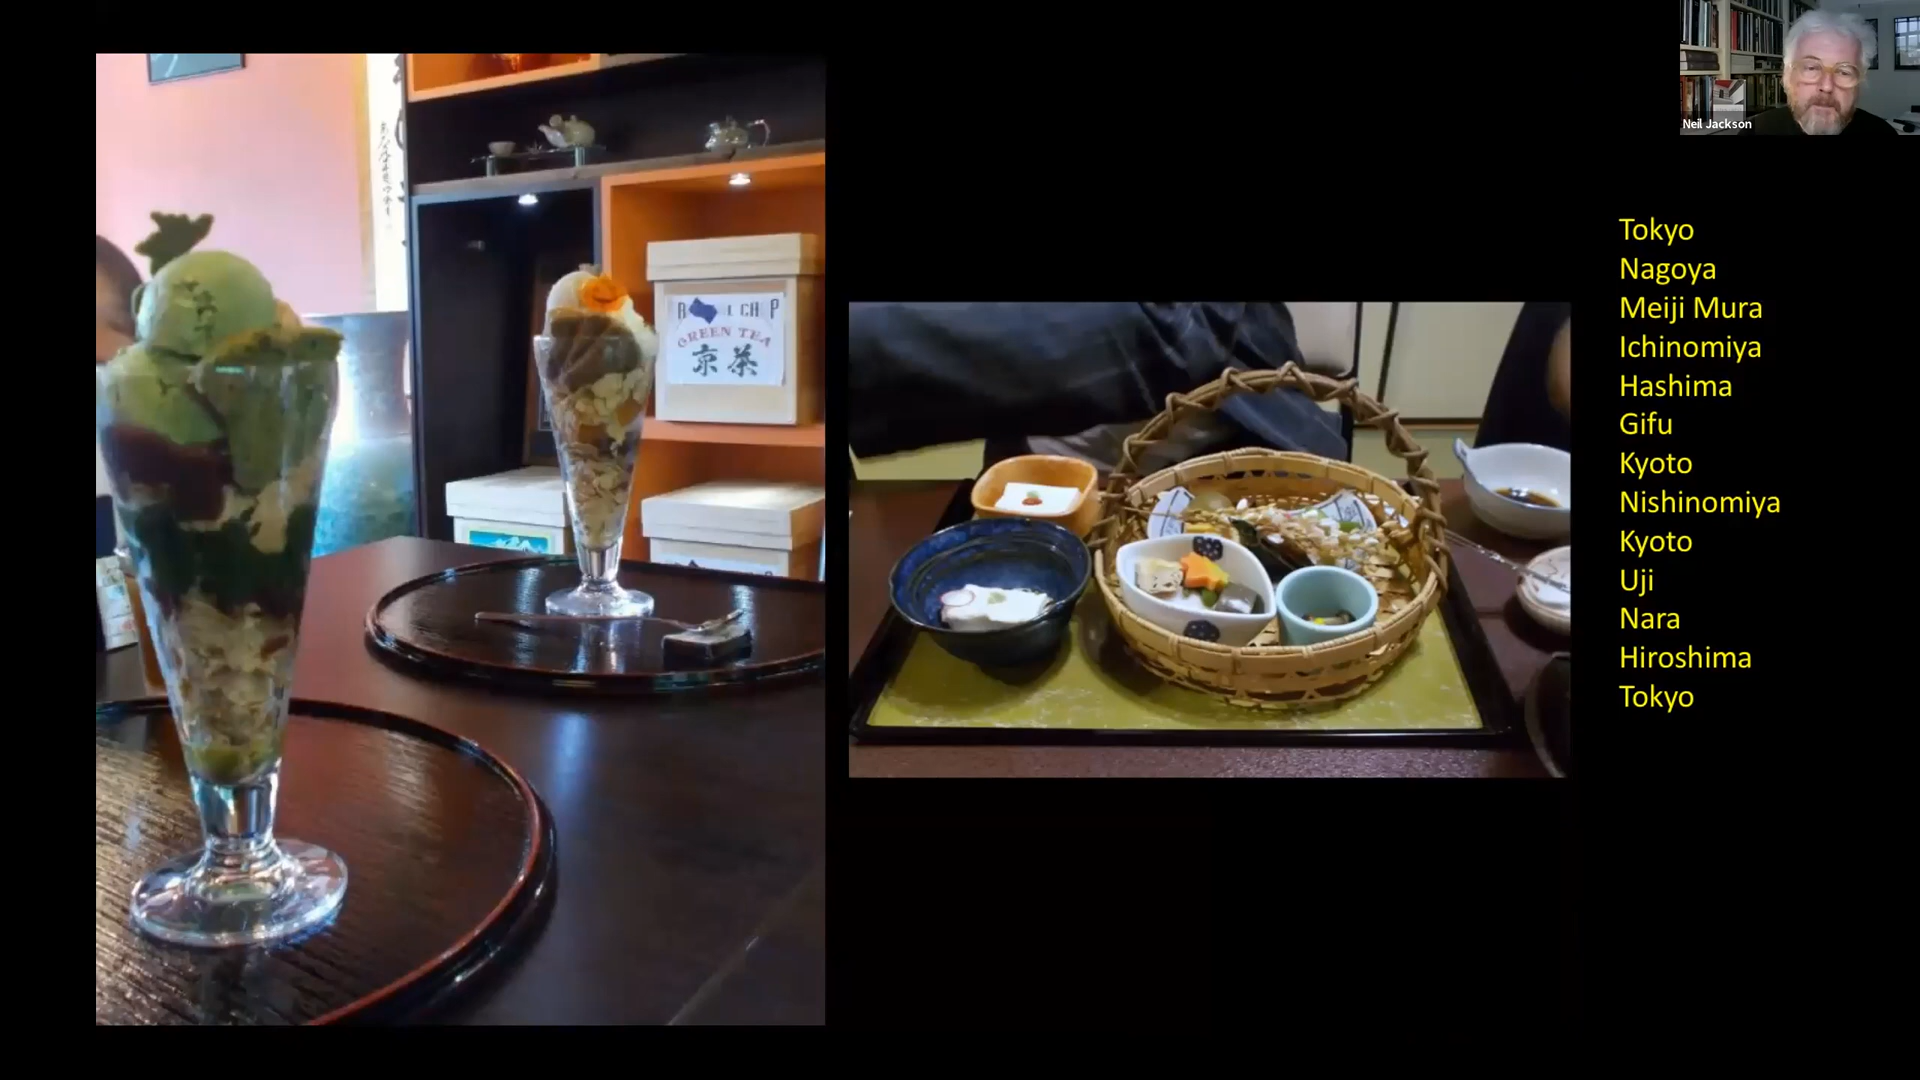 Neil Jackson
GREEN TEA
京茶
Tokyo
Nagoya
Meiji Mura
Ichinomiya
Hashima
Gifu
Kyoto
Nishinomiya
Kyoto
Uji
Nara
Hiroshima
Tokyo